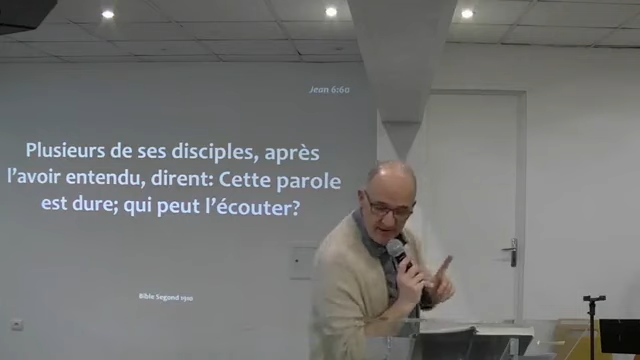 Jean 6:60
Plusieurs de ses disciples, après
l'avoir entendu, dirent: Cette parole
est dure; qui peut l'écouter?
Bible Segond 1910